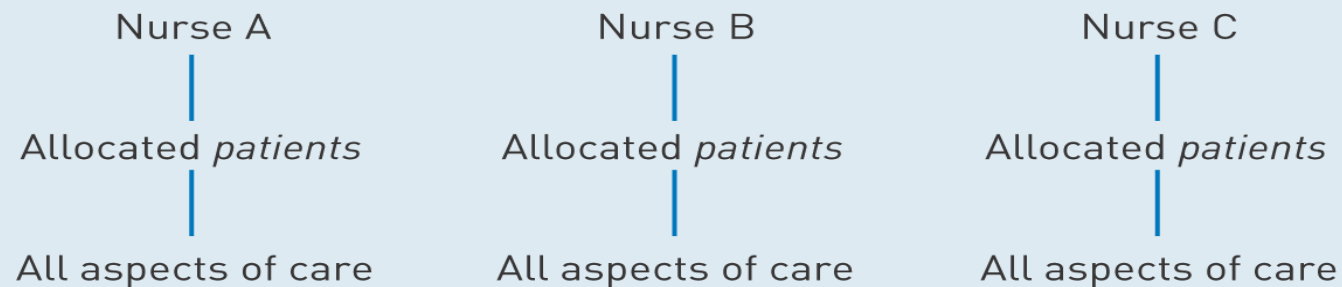 Nurse A Nurse B Nurse C
Allocated patients Allocated patients Allocated patients
All aspects of care All aspects of care All aspects of care